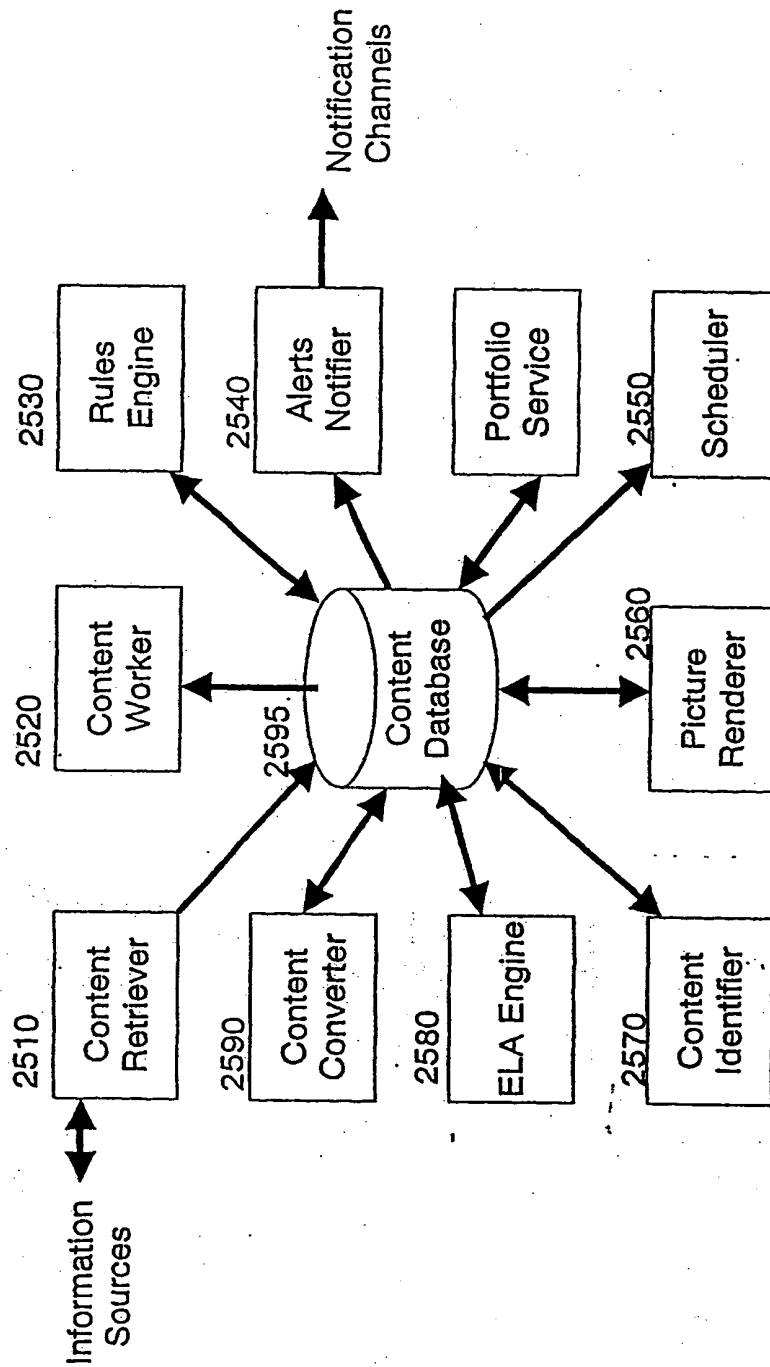 Information
Sources
2510
Content
Retriever
2520
Content
Worker
2530
Rules
Engine
2590
Content
Converter
2595
Content
Database
2540
Alerts
Notifier
Notification
Channels
2580
ELA Engine
Portfolio
Service
2570
Content
Identifier
2560
Picture
Renderer
2550
Scheduler